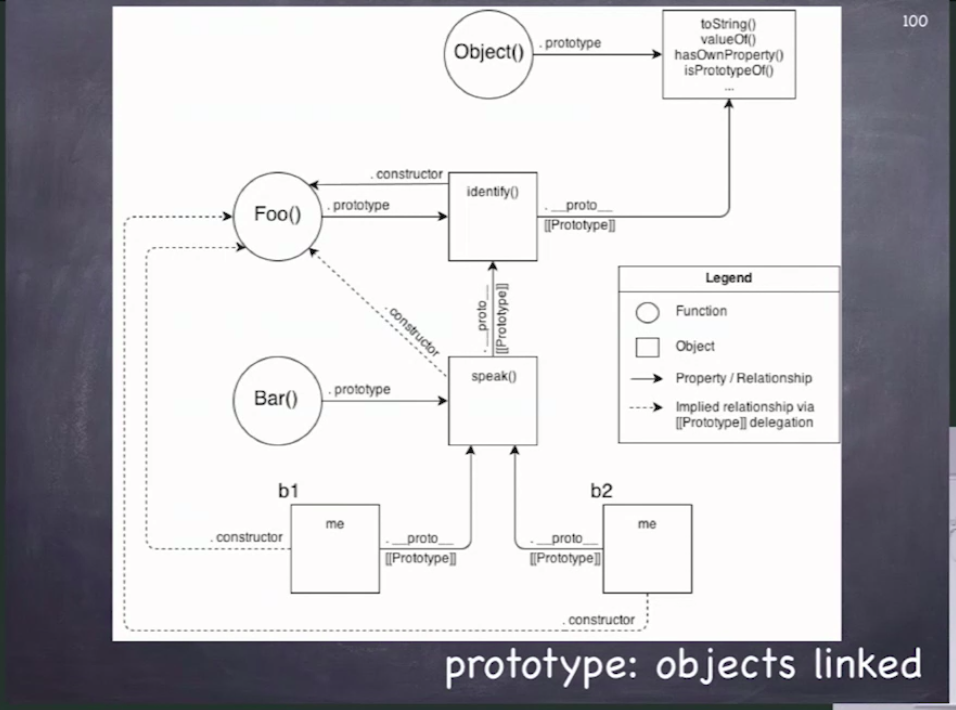 100
Object()
. prototype
toString()
valueOf()
hasOwnProperty()
isPrototypeOf()
...
. constructor
Foo()
. prototype
identify()
. __proto__
[[Prototype]]
. constructor
. __proto__
[[Prototype]]
Legend
Function
Object
Property / Relationship
Implied relationship via
[[Prototype]] delegation
Bar()
. prototype
speak()
b1
me
. constructor
. __proto__
[[Prototype]]
b2
me
. __proto__
[[Prototype]]
. constructor
prototype: objects linked